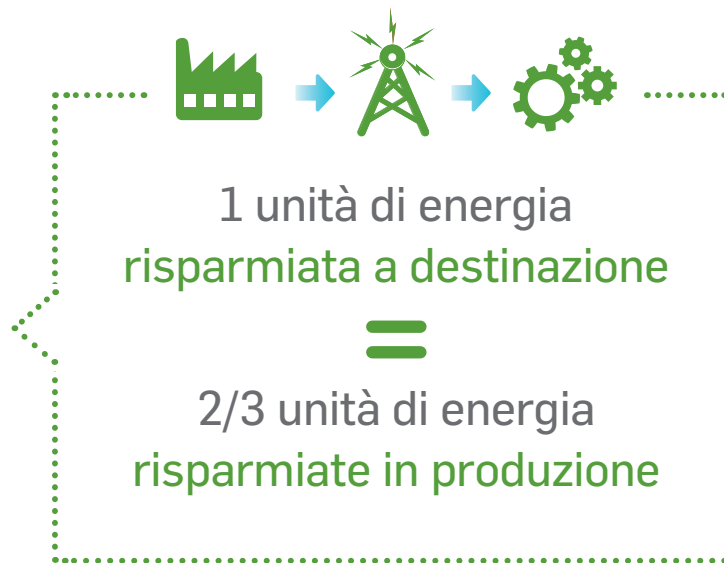 1 unità di energia
risparmiata a destinazione
=
2/3 unità di energia
risparmiate in produzione